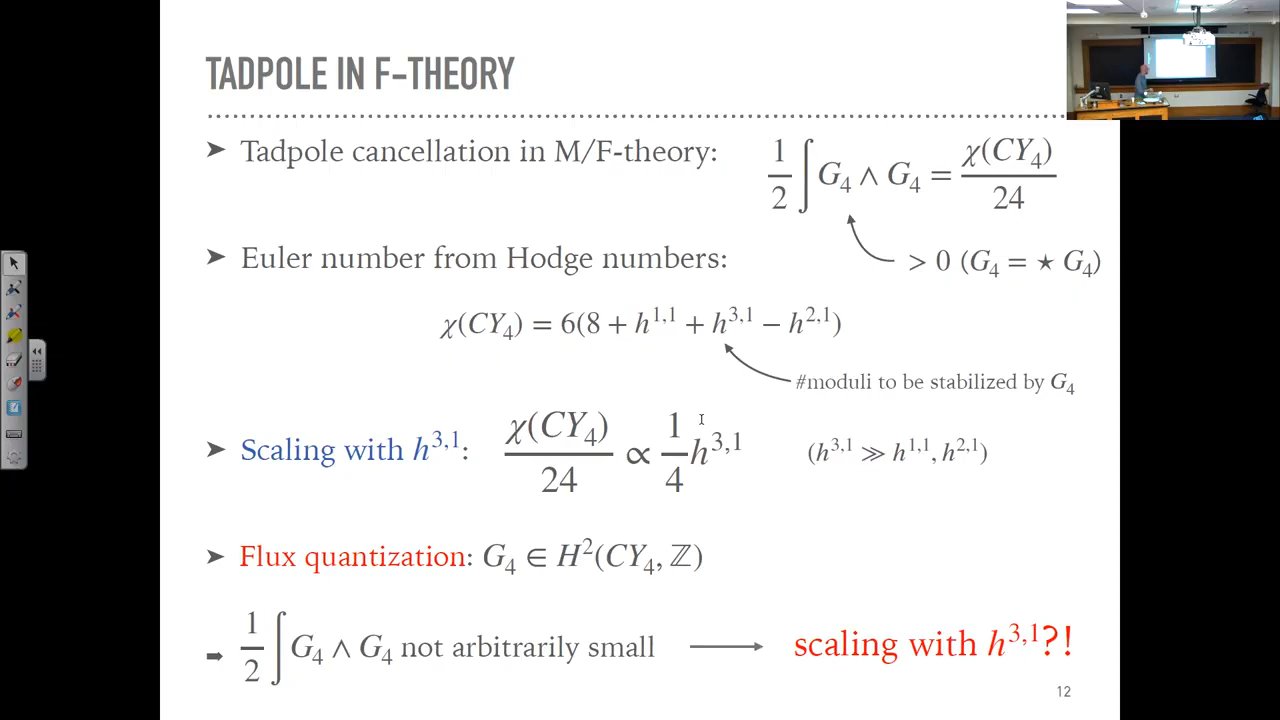 TADPOLE IN F-THEORY
➤ Tadpole cancellation in M/F-theory: 1/2 ∫ G₄ ∧ G₄ = χ(CY₄)/24
➤ Euler number from Hodge numbers: > 0 (G₄ = ⋆ G₄)
χ(CY₄) = 6(8 + h^{1,1} + h^{3,1} − h^{2,1})
#moduli to be stabilized by G₄
➤ Scaling with h^{3,1}: χ(CY₄)/24 ∝ 1/4 h^{3,1} (h^{3,1} ≫ h^{1,1}, h^{2,1})
➤ Flux quantization: G₄ ∈ H²(CY₄, ℤ)
➡ 1/2 ∫ G₄ ∧ G₄ not arbitrarily small ⟶ scaling with h^{3,1}?!
12